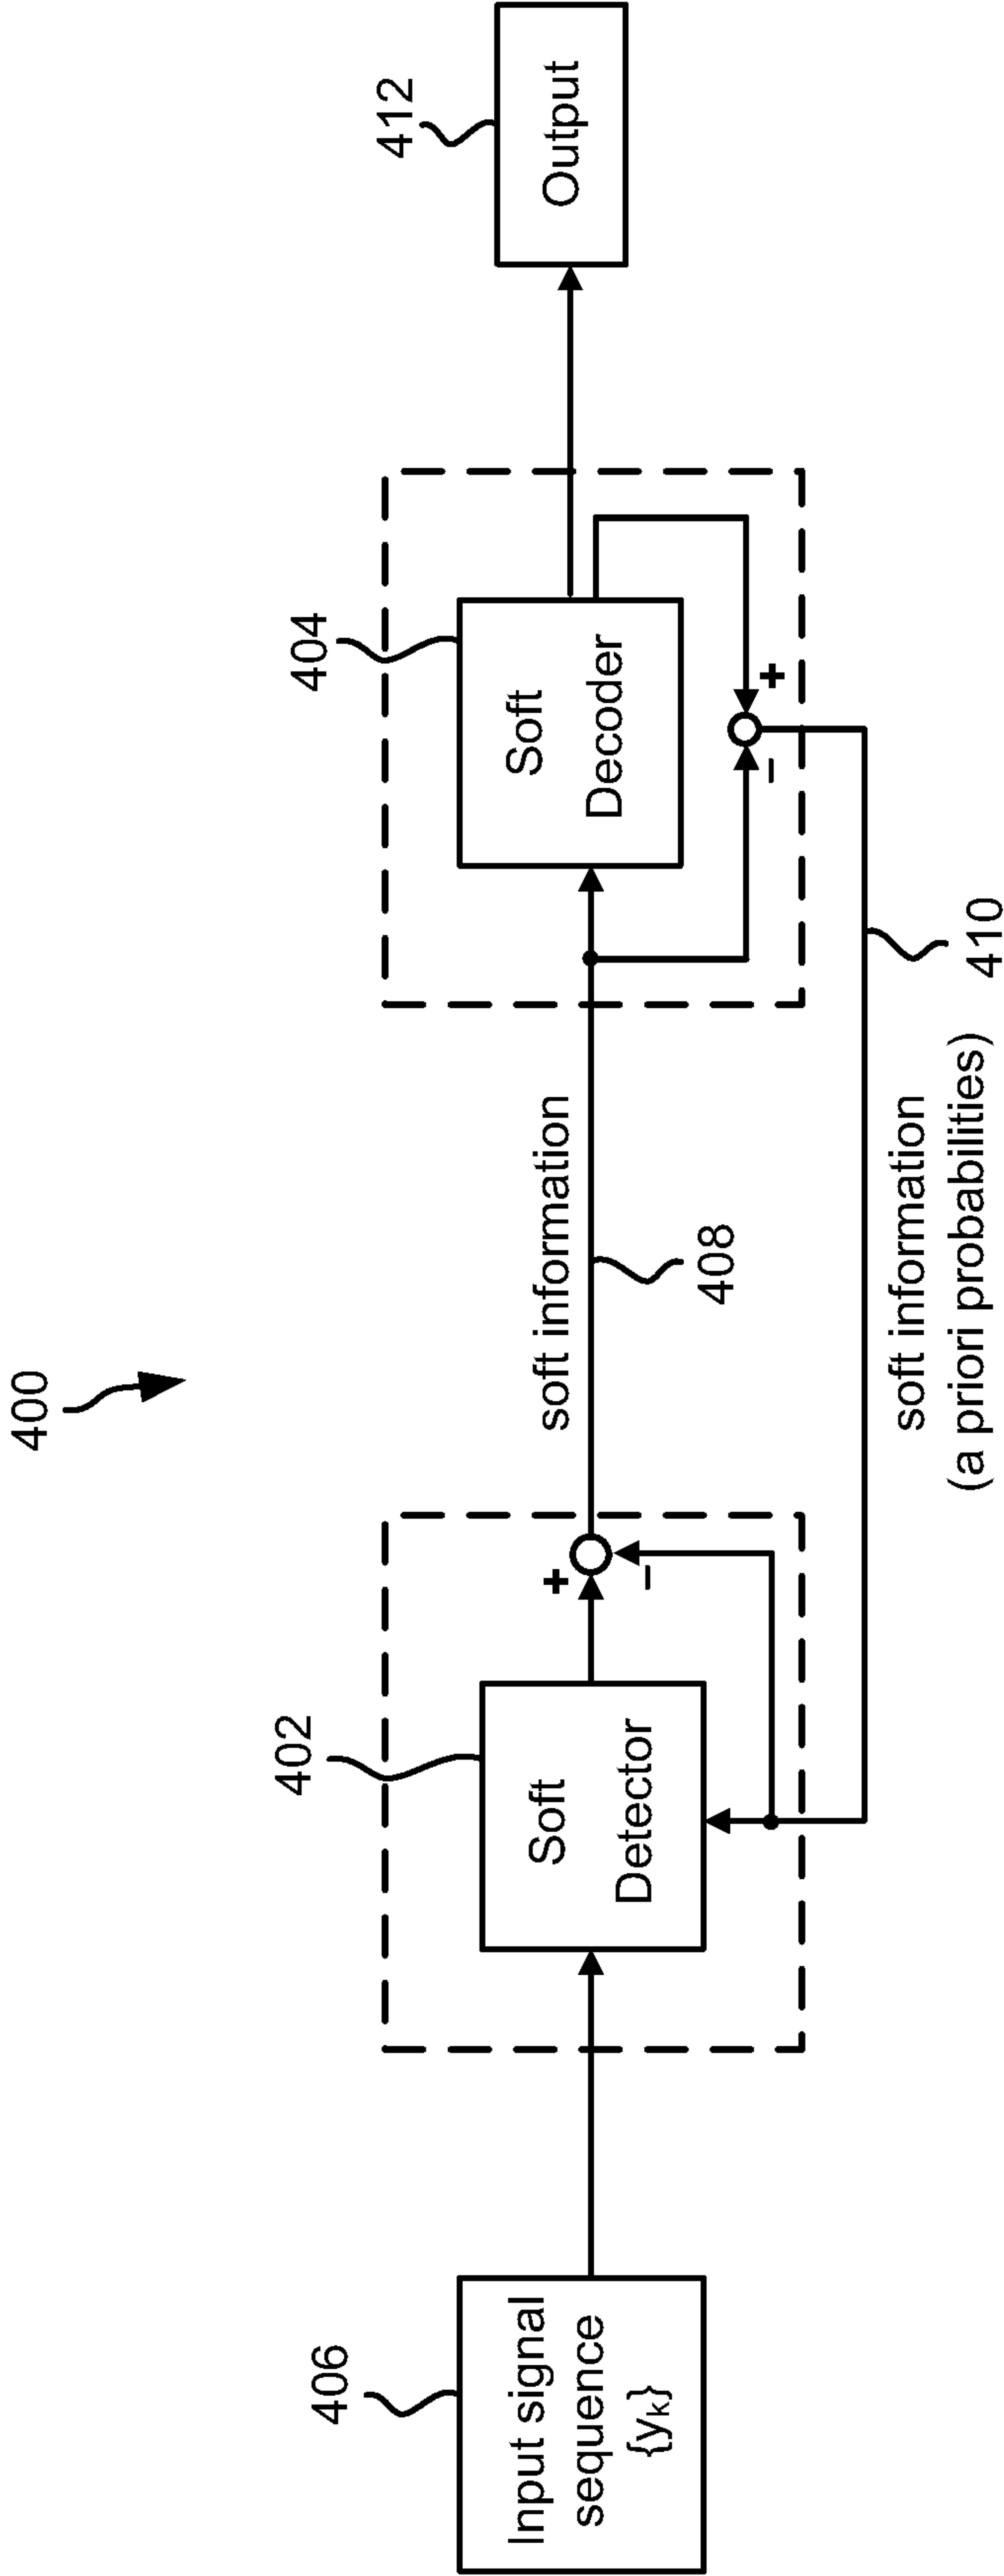 400
406
Input signal
sequence
{yₖ}
402
Soft
Detector
+
−
soft information
408
404
Soft
Decoder
+
−
soft information
(a priori probabilities)
410
412
Output